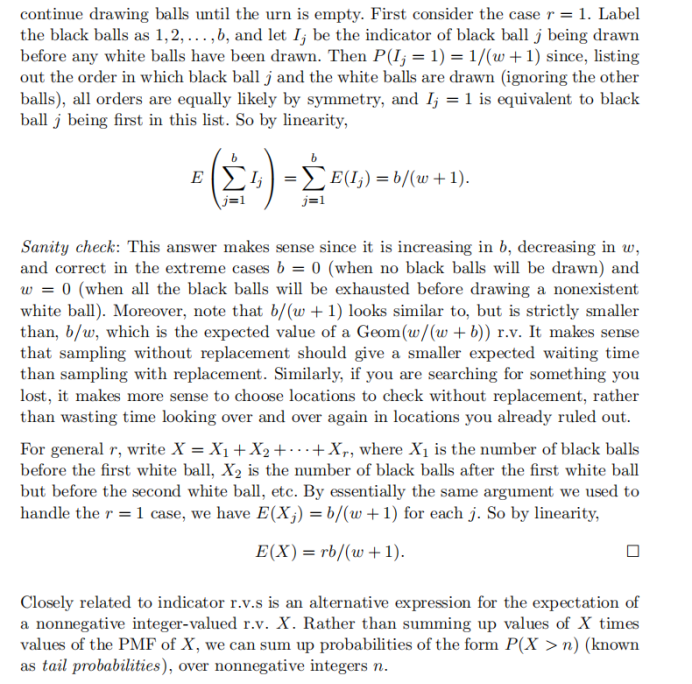 continue drawing balls until the urn is empty. First consider the case r = 1. Label
the black balls as 1, 2, . . . , b, and let I_j be the indicator of black ball j being drawn
before any white balls have been drawn. Then P(I_j = 1) = 1/(w + 1) since, listing
out the order in which black ball j and the white balls are drawn (ignoring the other
balls), all orders are equally likely by symmetry, and I_j = 1 is equivalent to black
ball j being first in this list. So by linearity,
E(∑_{j=1}^{b} I_j) = ∑_{j=1}^{b} E(I_j) = b/(w + 1).
Sanity check: This answer makes sense since it is increasing in b, decreasing in w,
and correct in the extreme cases b = 0 (when no black balls will be drawn) and
w = 0 (when all the black balls will be exhausted before drawing a nonexistent
white ball). Moreover, note that b/(w + 1) looks similar to, but is strictly smaller
than, b/w, which is the expected value of a Geom(w/(w + b)) r.v. It makes sense
that sampling without replacement should give a smaller expected waiting time
than sampling with replacement. Similarly, if you are searching for something you
lost, it makes more sense to choose locations to check without replacement, rather
than wasting time looking over and over again in locations you already ruled out.
For general r, write X = X_1 + X_2 + · · · + X_r, where X_1 is the number of black balls
before the first white ball, X_2 is the number of black balls after the first white ball
but before the second white ball, etc. By essentially the same argument we used to
handle the r = 1 case, we have E(X_j) = b/(w + 1) for each j. So by linearity,
E(X) = rb/(w + 1). □
Closely related to indicator r.v.s is an alternative expression for the expectation of
a nonnegative integer-valued r.v. X. Rather than summing up values of X times
values of the PMF of X, we can sum up probabilities of the form P(X > n) (known
as tail probabilities), over nonnegative integers n.